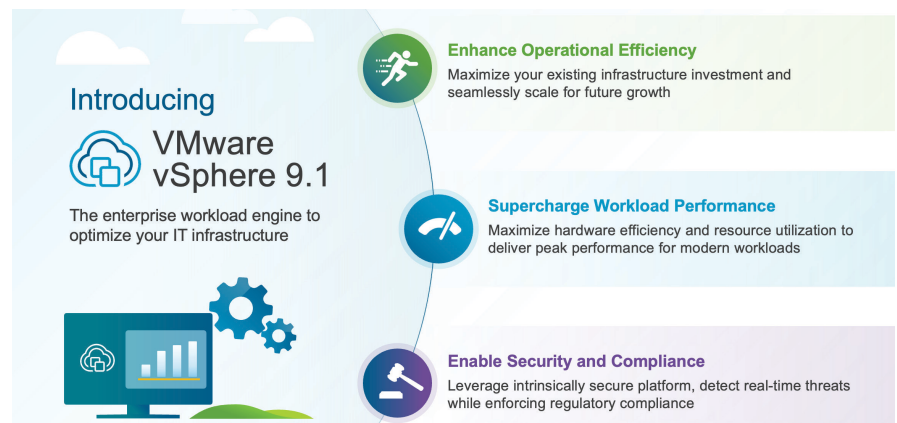 Introducing
VMware
vSphere 9.1
The enterprise workload engine to
optimize your IT infrastructure
Enhance Operational Efficiency
Maximize your existing infrastructure investment and
seamlessly scale for future growth
Supercharge Workload Performance
Maximize hardware efficiency and resource utilization to
deliver peak performance for modern workloads
Enable Security and Compliance
Leverage intrinsically secure platform, detect real-time threats
while enforcing regulatory compliance